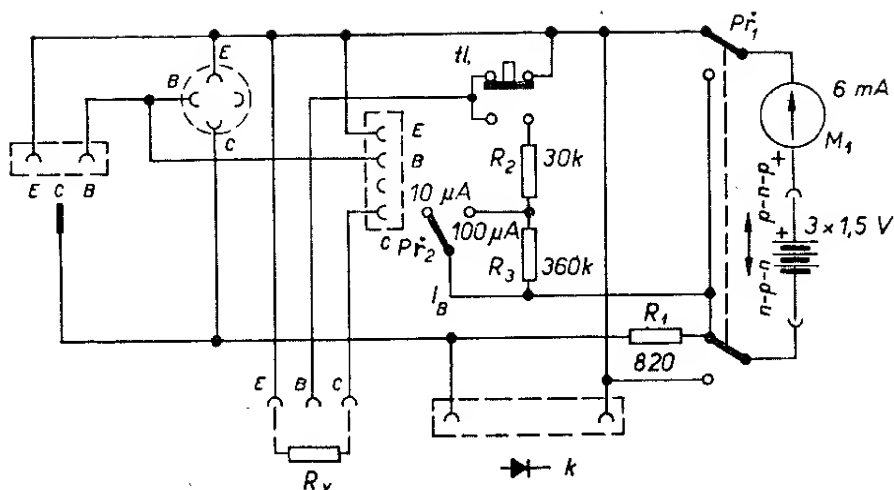 Př₁
E
tl.
B
6 mA
C
M₁
E
R₂ 30k
+
B
p-n-p
10 µA
+
3 × 1,5 V
E C B
100 µA
C
Př₂
R₃ 360k
n-p-n
I_B
R₁
820
E B C
k
Rₓ